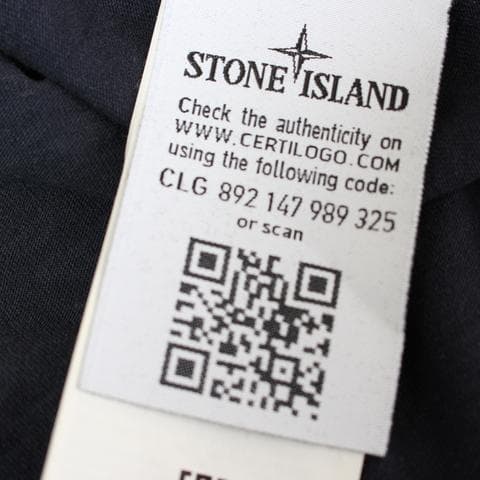 STONE ISLAND
Check the authenticity on
WWW.CERTILOGO.COM
using the following code:
CLG 892 147 989 325
or scan